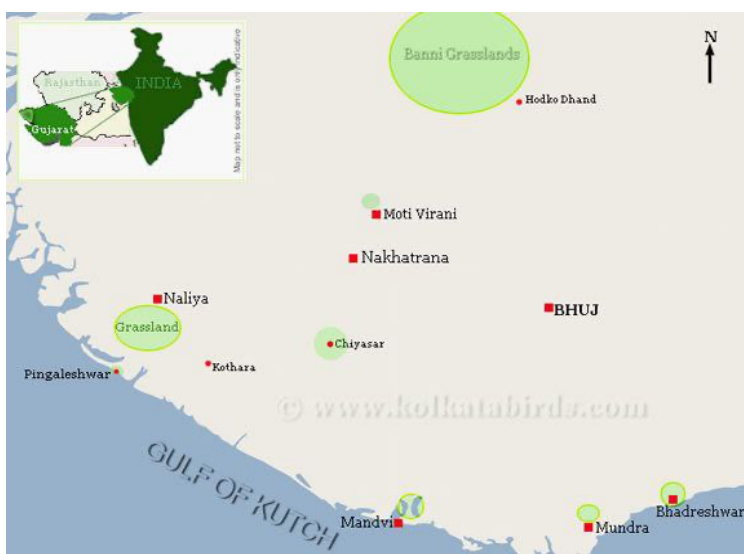 Banni Grasslands
N
Rajasthan
INDIA
Gujarat
Map not to scale and is only indicative
Hodko Dhand
Moti Virani
Nakhatrana
Naliya
BHUJ
Grassland
Chiyasar
Kothara
Pingaleshwar
© www.kolkatabirds.com
GULF OF KUTCH
Bhadreshwar
Mandvi
Mundra